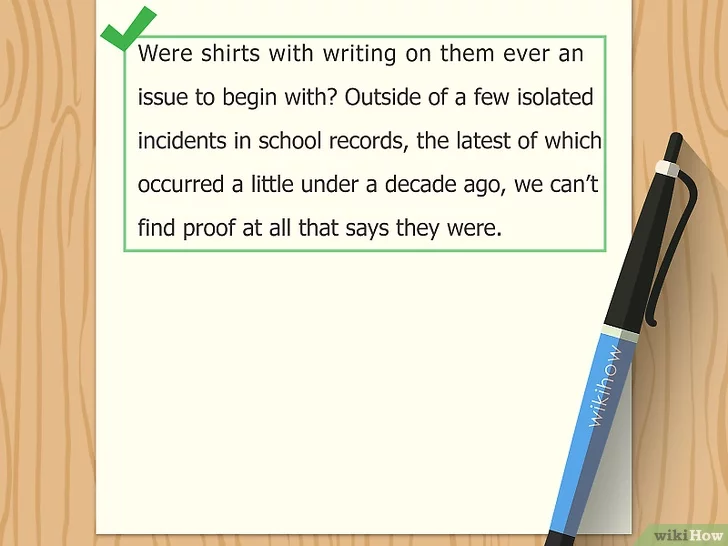 Were shirts with writing on them ever an
issue to begin with? Outside of a few isolated
incidents in school records, the latest of which
occurred a little under a decade ago, we can't
find proof at all that says they were.
wikihow
wikiHow